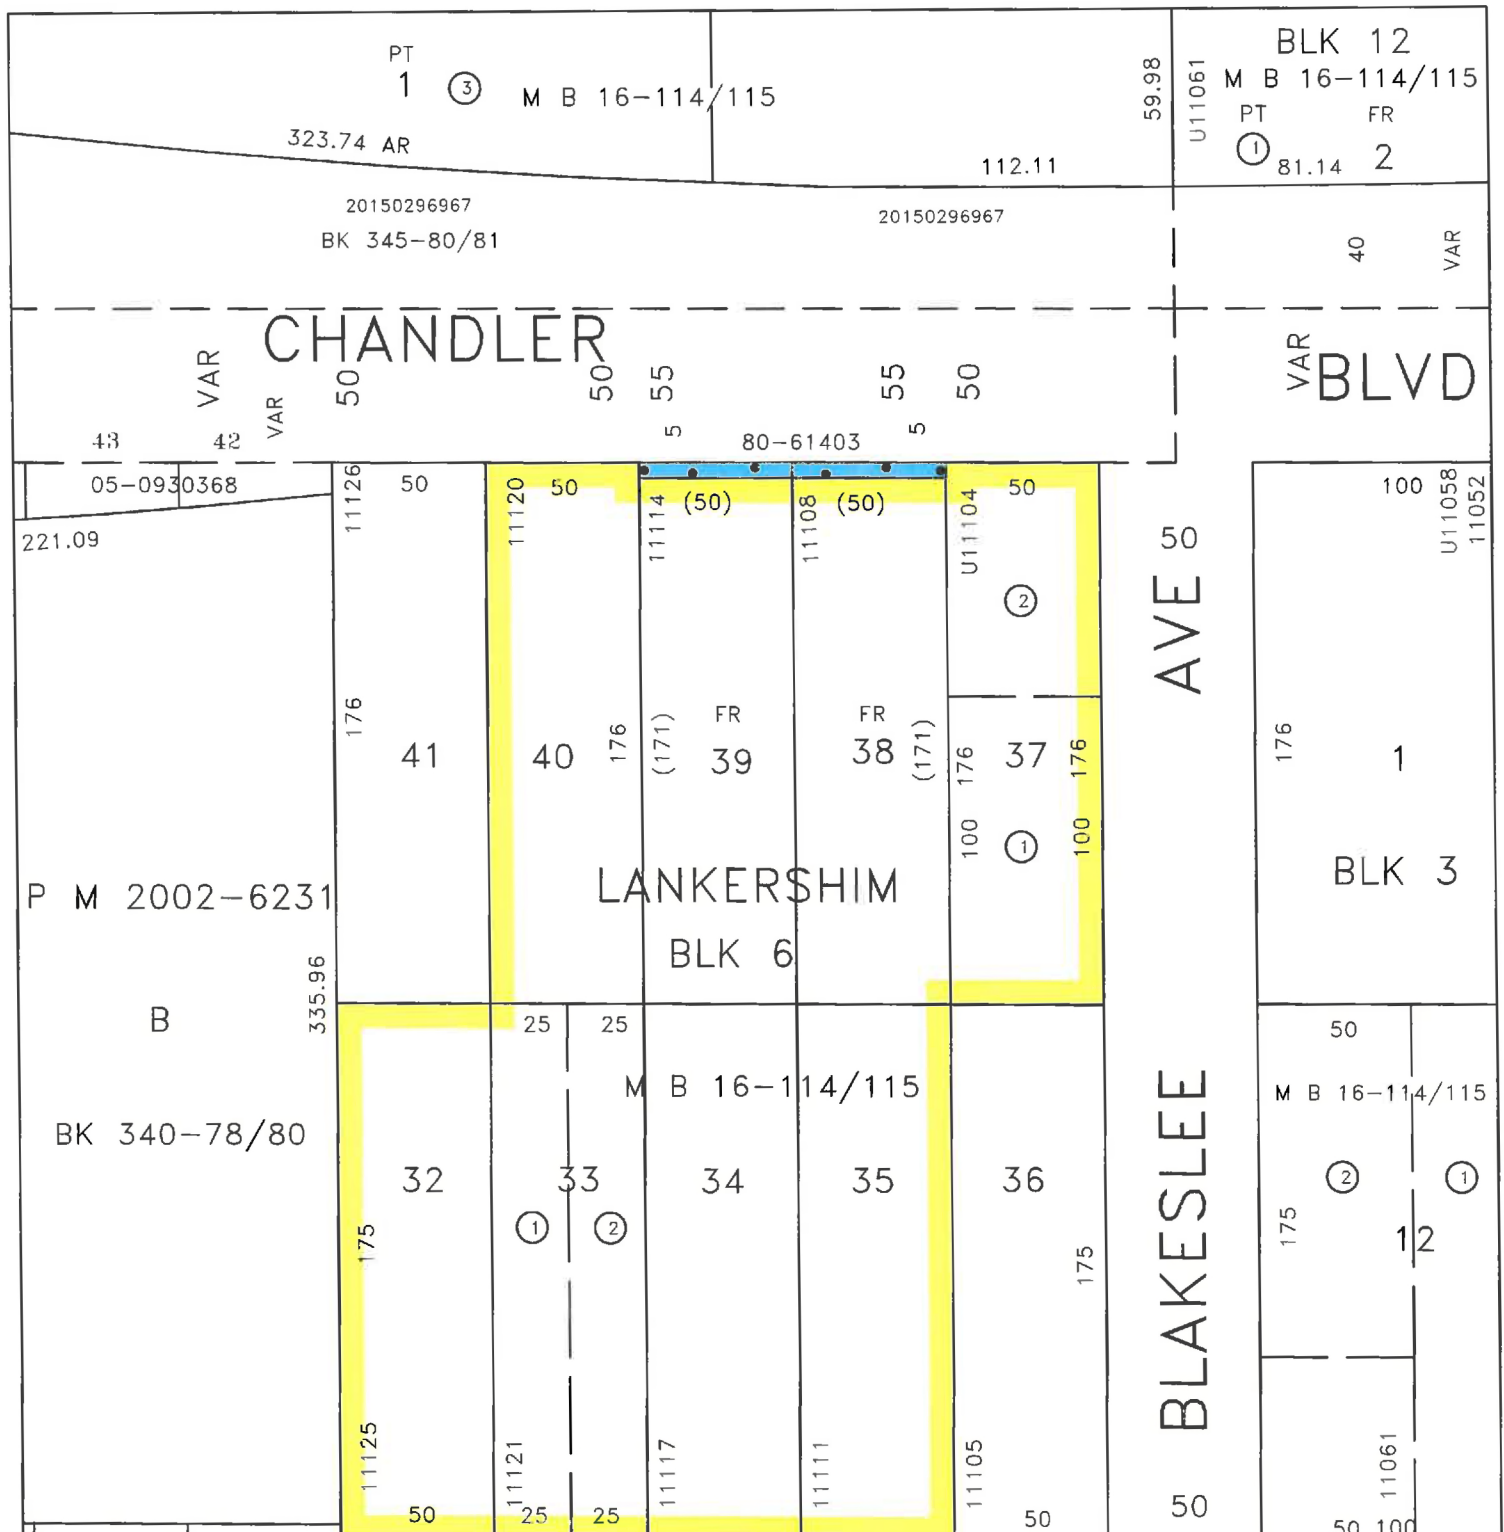 PT
1 3 M B 16-114/115
323.74 AR
112.11
59.98
U11061
BLK 12
M B 16-114/115
PT FR
1 81.14 2
20150296967
BK 345-80/81
20150296967
40
VAR
CHANDLER
BLVD
VAR
VAR
50
50
55
55
50
VAR
43 42
5
80-61403
5
05-0930368
221.09
11126
50
11120
50
11114
(50)
11108
(50)
U11104
50
2
50
AVE
100
U11058
11052
176
41
40
176
(171)
FR
39
FR
38
(171)
176
37
176
100
1
100
176
1
BLK 3
LANKERSHIM
BLK 6
P M 2002-6231
B
335.96
BK 340-78/80
25 25
M B 16-114/115
50
M B 16-114/115
32
33
34
35
36
1 2
175
175
BLAKESLEE
2
1
175
12
11125
11121
11117
11111
11105
11061
50
25
25
50
50
50 100